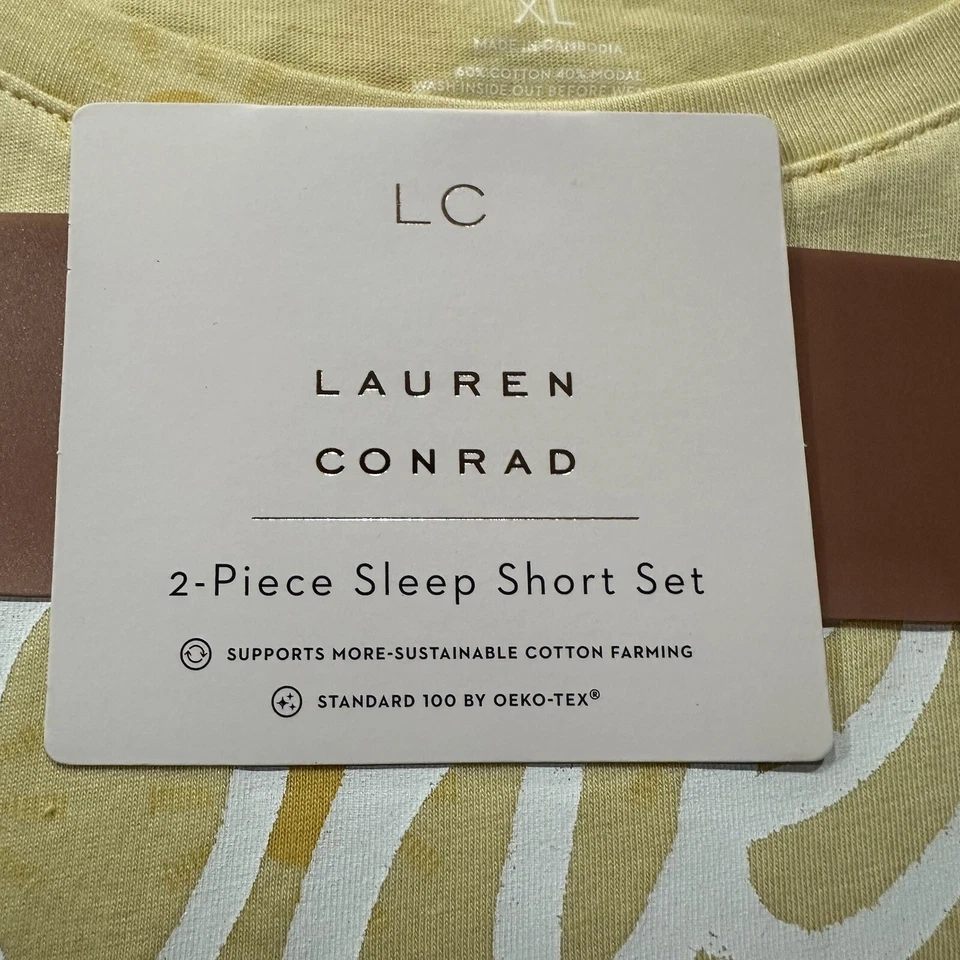 XL
MADE IN CAMBODIA
60% COTTON 40% MODAL
WASH INSIDE OUT BEFORE WEAR
LC
LAUREN
CONRAD
2-Piece Sleep Short Set
SUPPORTS MORE-SUSTAINABLE COTTON FARMING
STANDARD 100 BY OEKO-TEX®